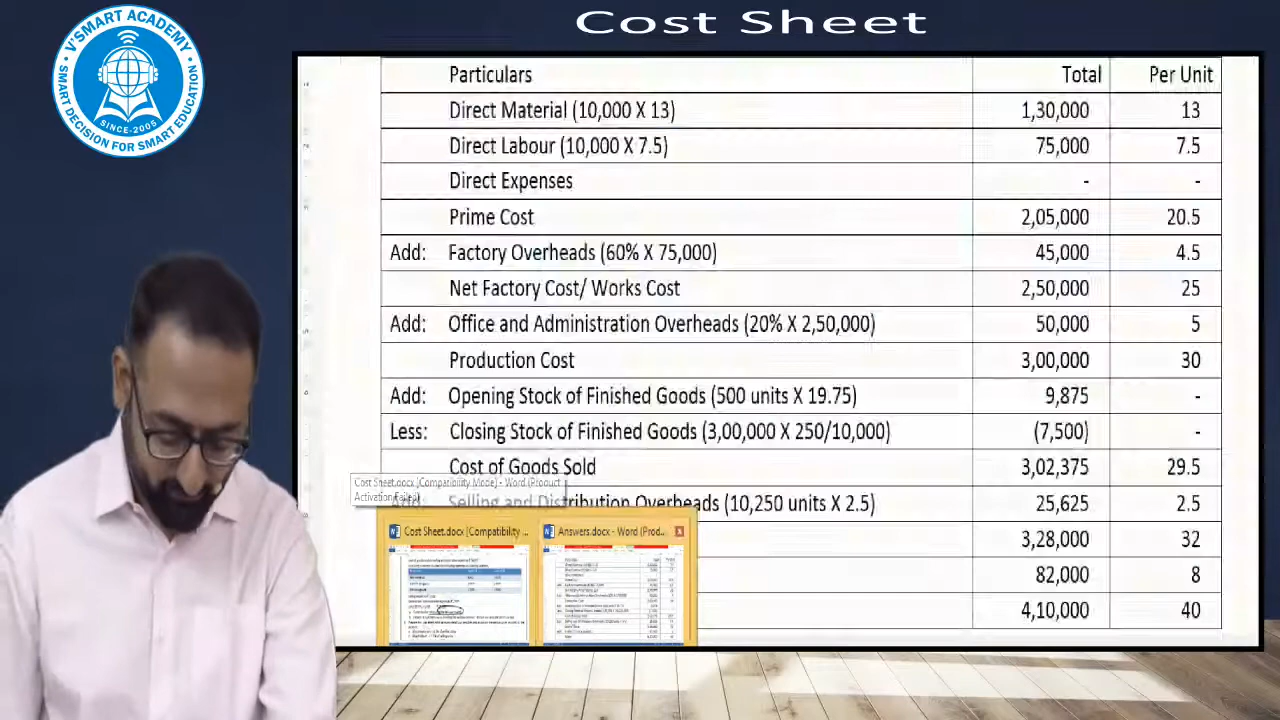 Cost Sheet
V'SMART ACADEMY
SINCE-2005
SMART DECISION FOR SMART EDUCATION
Particulars Total Per Unit
Direct Material (10,000 X 13) 1,30,000 13
Direct Labour (10,000 X 7.5) 75,000 7.5
Direct Expenses - -
Prime Cost 2,05,000 20.5
Add: Factory Overheads (60% X 75,000) 45,000 4.5
Net Factory Cost/ Works Cost 2,50,000 25
Add: Office and Administration Overheads (20% X 2,50,000) 50,000 5
Production Cost 3,00,000 30
Add: Opening Stock of Finished Goods (500 units X 19.75) 9,875 -
Less: Closing Stock of Finished Goods (3,00,000 X 250/10,000) (7,500) -
Cost of Goods Sold 3,02,375 29.5
Cost Sheet.docx [Compatibility Mode] - Word (Product
Activation Failed)
Add: Selling and Distribution Overheads (10,250 units X 2.5) 25,625 2.5
Cost Sheet.docx [Compatibility ... Answers.docx - Word (Prod...
3,28,000 32
82,000 8
4,10,000 40